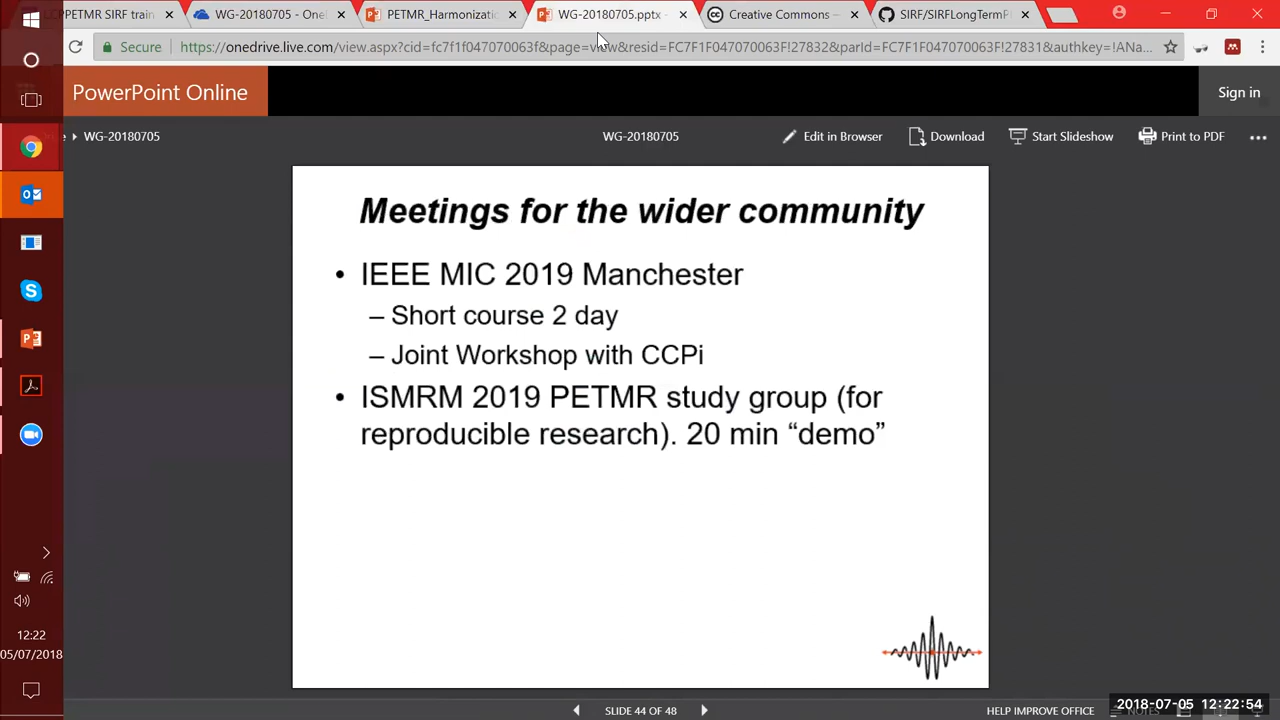 CCPPETMR SIRF train
WG-20180705 - Onel
PETMR_Harmonizati
WG-20180705.pptx -
Creative Commons —
SIRF/SIRFLongTermPl
Secure
https://onedrive.live.com/view.aspx?cid=fc7f1f047070063f&page=view&resid=FC7F1F047070063F!27832&parId=FC7F1F047070063F!27831&authkey=!ANa...
PowerPoint Online
Sign in
WG-20180705
WG-20180705
Edit in Browser
Download
Start Slideshow
Print to PDF
Meetings for the wider community
• IEEE MIC 2019 Manchester
– Short course 2 day
– Joint Workshop with CCPi
• ISMRM 2019 PETMR study group (for
reproducible research). 20 min “demo”
12:22
05/07/2018
SLIDE 44 OF 48
HELP IMPROVE OFFICE
NOTES
2018-07-05 12:22:54